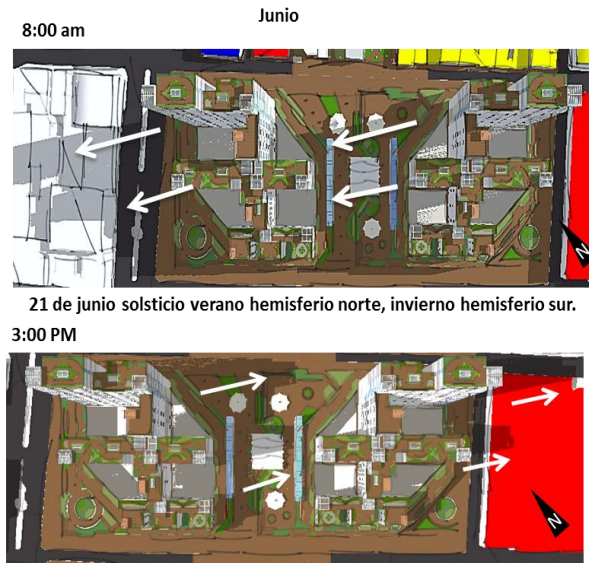 Junio
8:00 am
N
21 de junio solsticio verano hemisferio norte, invierno hemisferio sur.
3:00 PM
N